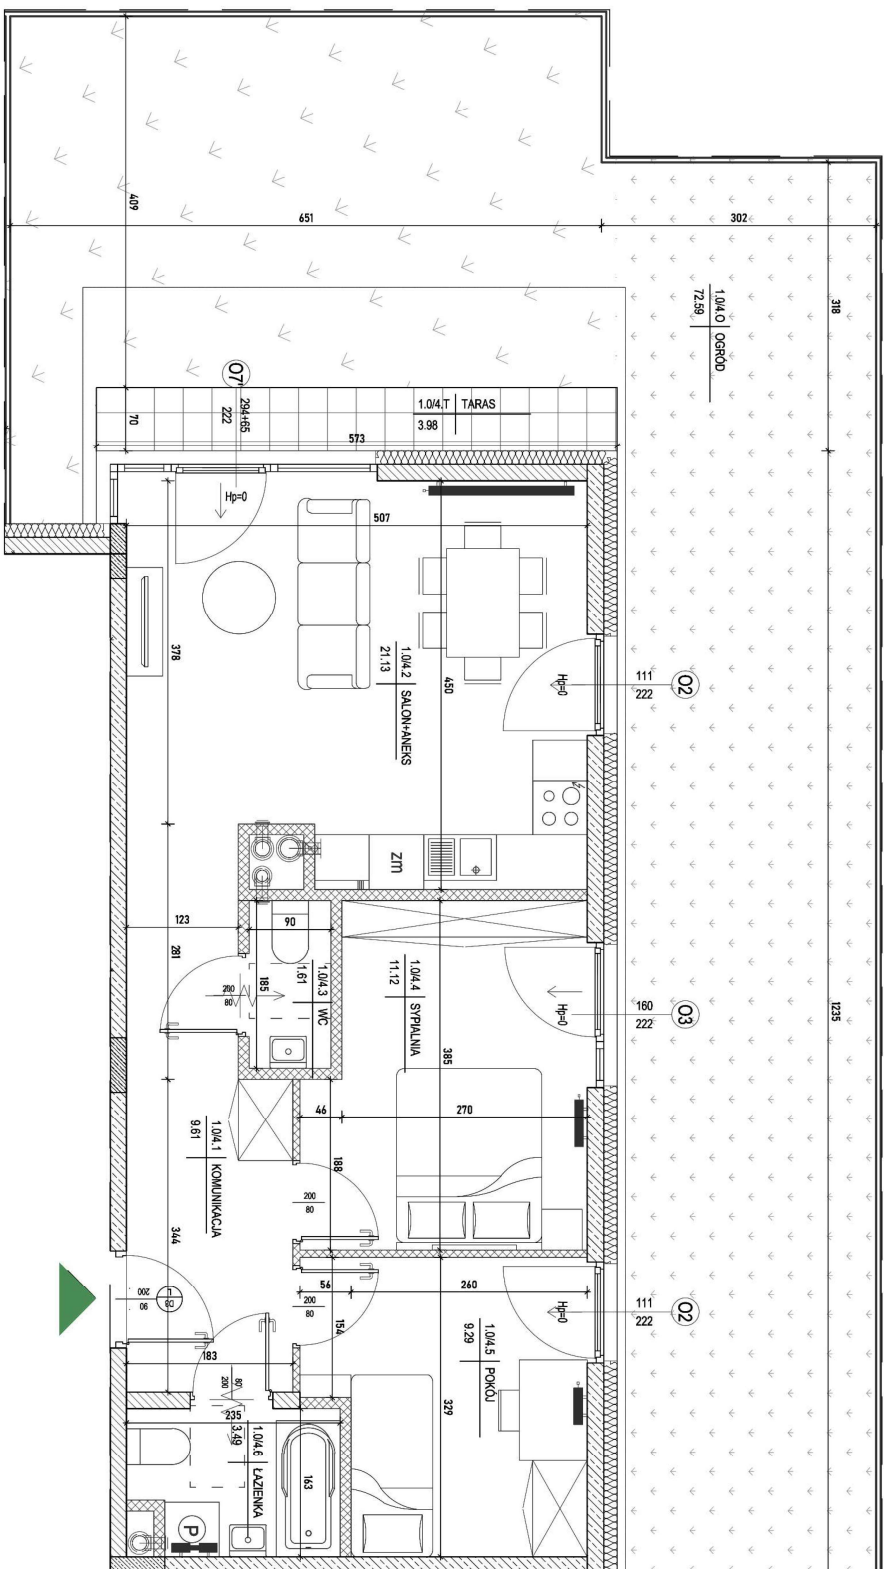 409
651
302
318
1.0/4.O OGRÓD
72.59
O7
294+65
222
70
1.0/4.T TARAS
3.98
573
Hp=0
507
378
1.0/4.2 SALON+ANEKS
21.13
450
Hp=0
111
222
O2
zm
123
281
90
185
200
80
1.0/4.3 WC
1.61
1.0/4.4 SYPIALNIA
11.12
385
Hp=0
160
222
O3
1235
46
270
188
1.0/4.1 KOMUNIKACJA
9.61
344
200
80
D3
L
90
200
56
260
200
80
154
Hp=0
111
222
O2
1.0/4.5 POKÓJ
9.29
329
183
80
200
235
1.0/4.6 ŁAZIENKA
3.49
163
P